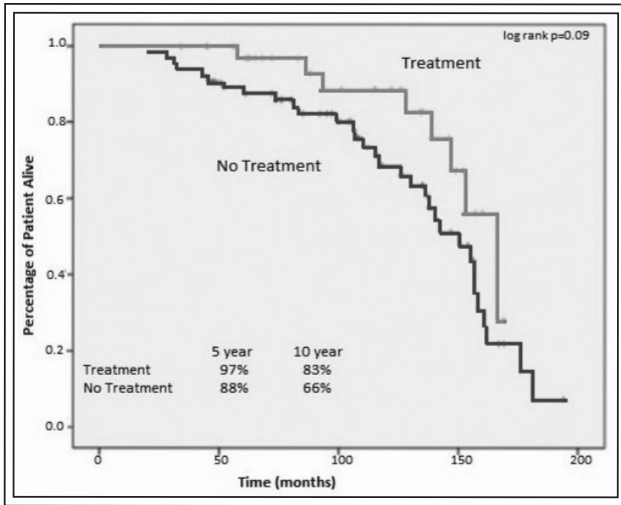 log rank p=0.09
Treatment
No Treatment
Percentage of Patient Alive
1.0
0.8
0.6
0.4
0.2
0.0
5 year 10 year
Treatment 97% 83%
No Treatment 88% 66%
0 50 100 150 200
Time (months)